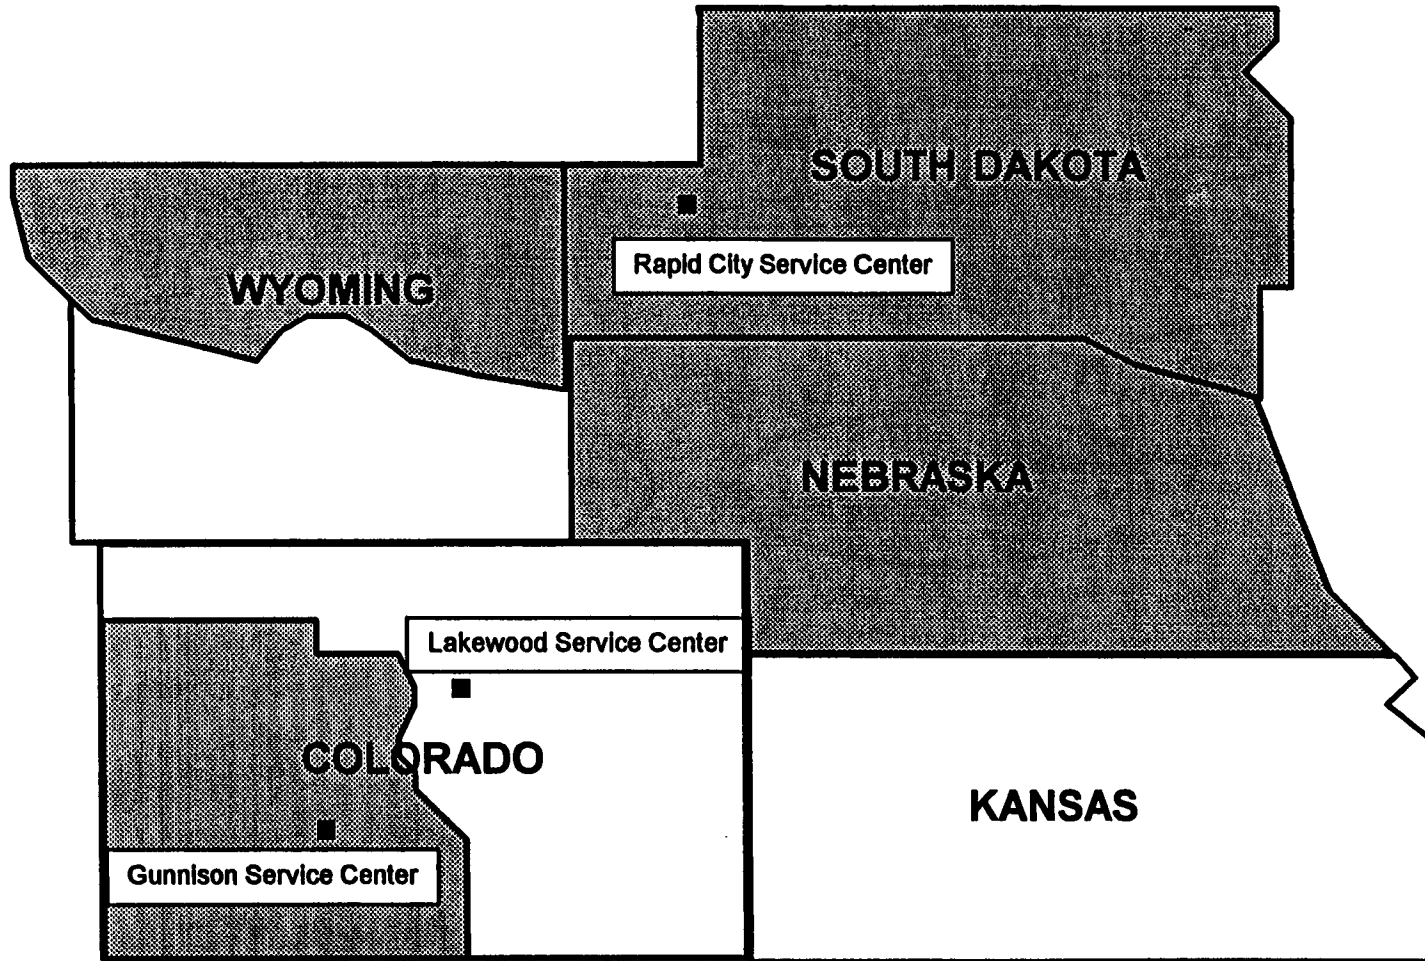 SOUTH DAKOTA
Rapid City Service Center
WYOMING
NEBRASKA
Lakewood Service Center
COLORADO
KANSAS
Gunnison Service Center